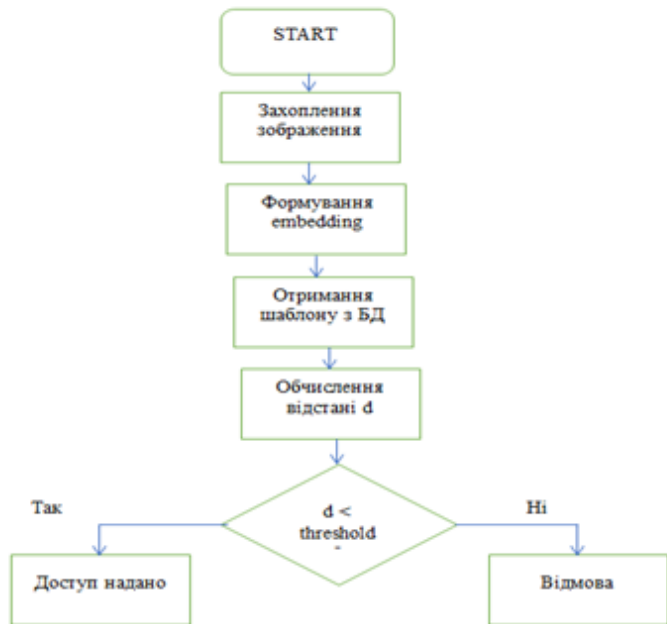 START
Захоплення
зображення
Формування
embedding
Отримання
шаблону з БД
Обчислення
відстані d
Так
d <
Ні
threshold
Доступ надано
Відмова